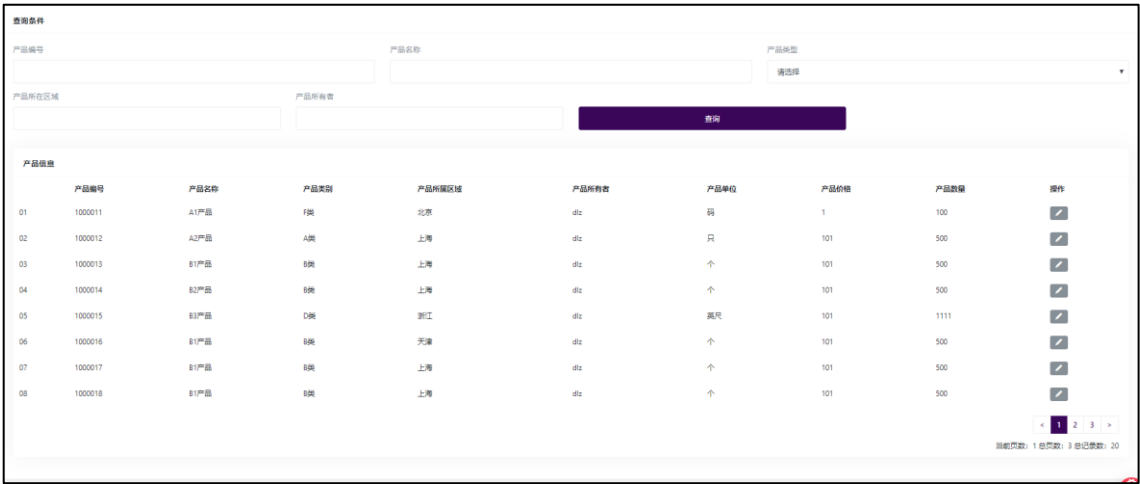 查询条件
产品编号 产品名称 产品类型
请选择
产品所在区域 产品所有者
查询
产品信息
产品编号 产品名称 产品类别 产品所属区域 产品所有者 产品单位 产品价格 产品数量 操作
01 1000011 A1产品 F类 北京 dlz 码 1 100
02 1000012 A2产品 A类 上海 dlz 只 101 500
03 1000013 B1产品 B类 上海 dlz 个 101 500
04 1000014 B2产品 B类 上海 dlz 个 101 500
05 1000015 B3产品 D类 浙江 dlz 英尺 101 1111
06 1000016 B1产品 B类 天津 dlz 个 101 500
07 1000017 B1产品 B类 上海 dlz 个 101 500
08 1000018 B1产品 B类 上海 dlz 个 101 500
< 1 2 3 >
当前页数: 1 总页数: 3 总记录数: 20